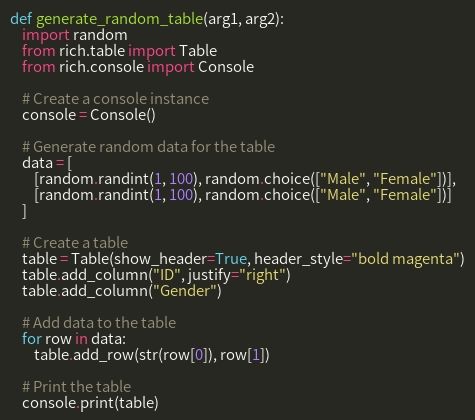 def generate_random_table(arg1, arg2):
    import random
    from rich.table import Table
    from rich.console import Console

    # Create a console instance
    console = Console()

    # Generate random data for the table
    data = [
        [random.randint(1, 100), random.choice(["Male", "Female"])],
        [random.randint(1, 100), random.choice(["Male", "Female"])]
    ]

    # Create a table
    table = Table(show_header=True, header_style="bold magenta")
    table.add_column("ID", justify="right")
    table.add_column("Gender")

    # Add data to the table
    for row in data:
        table.add_row(str(row[0]), row[1])

    # Print the table
    console.print(table)